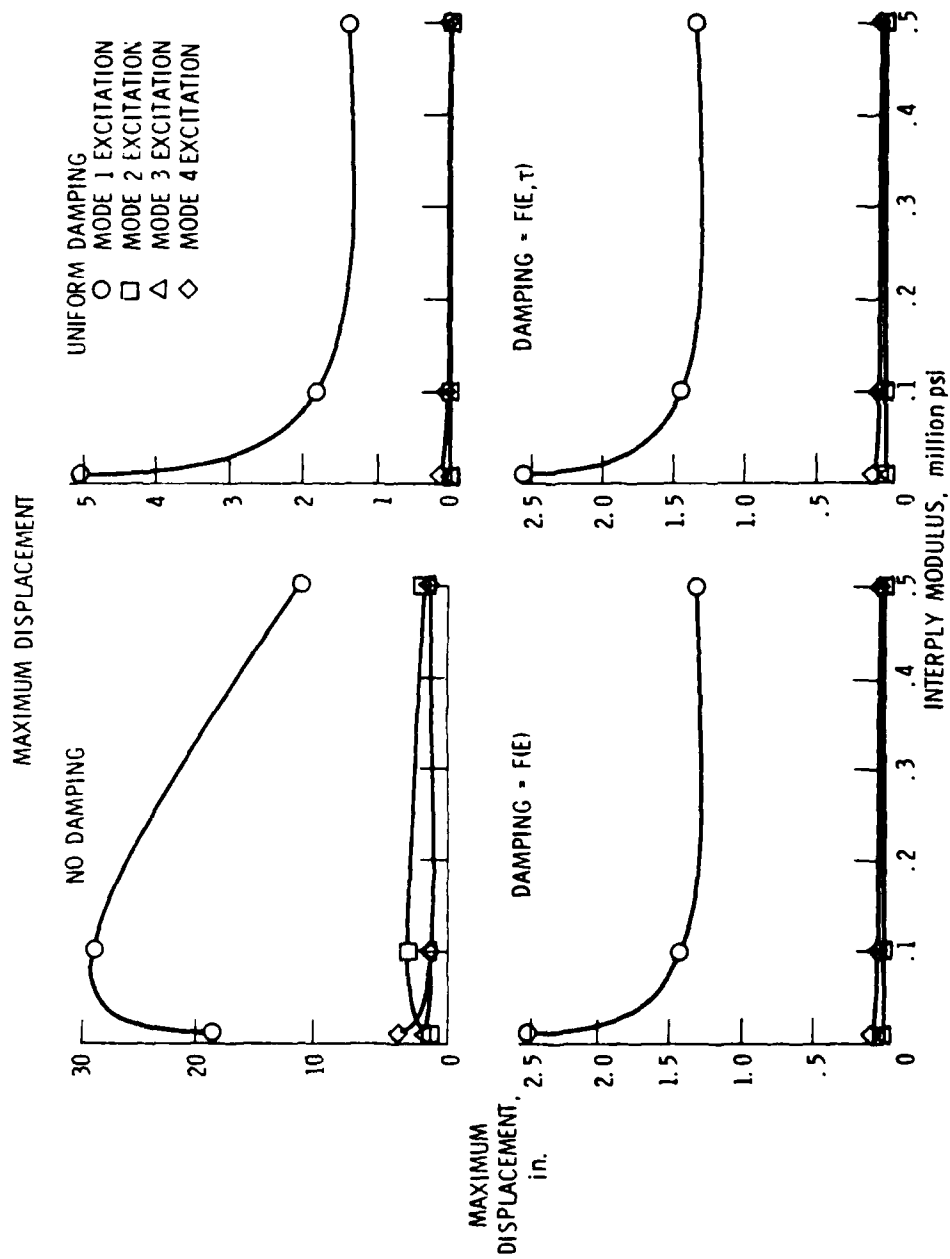 MAXIMUM DISPLACEMENT
NO DAMPING
30
20
10
0
UNIFORM DAMPING
○ MODE 1 EXCITATION
□ MODE 2 EXCITATION
△ MODE 3 EXCITATION
◇ MODE 4 EXCITATION
5
4
3
2
1
0
MAXIMUM
DISPLACEMENT,
in.
DAMPING = F(E)
2.5
2.0
1.5
1.0
.5
0
.1
.2
.3
.4
.5
DAMPING = F(E, τ)
2.5
2.0
1.5
1.0
.5
0
.1
.2
.3
.4
.5
INTERPLY MODULUS, million psi